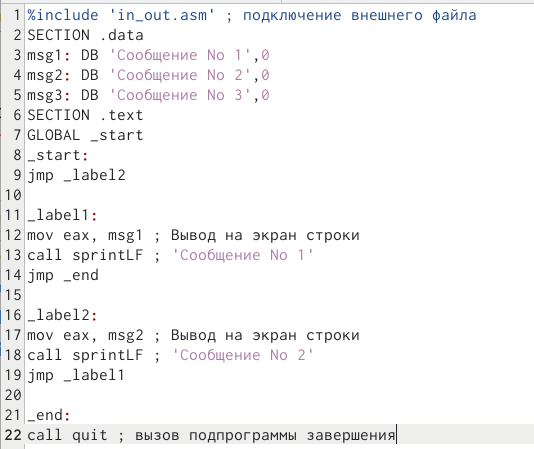 1 %include 'in_out.asm' ; подключение внешнего файла
2 SECTION .data
3 msg1: DB 'Сообщение No 1',0
4 msg2: DB 'Сообщение No 2',0
5 msg3: DB 'Сообщение No 3',0
6 SECTION .text
7 GLOBAL _start
8 _start:
9 jmp _label2
10
11 _label1:
12 mov eax, msg1 ; Вывод на экран строки
13 call sprintLF ; 'Сообщение No 1'
14 jmp _end
15
16 _label2:
17 mov eax, msg2 ; Вывод на экран строки
18 call sprintLF ; 'Сообщение No 2'
19 jmp _label1
20
21 _end:
22 call quit ; вызов подпрограммы завершения